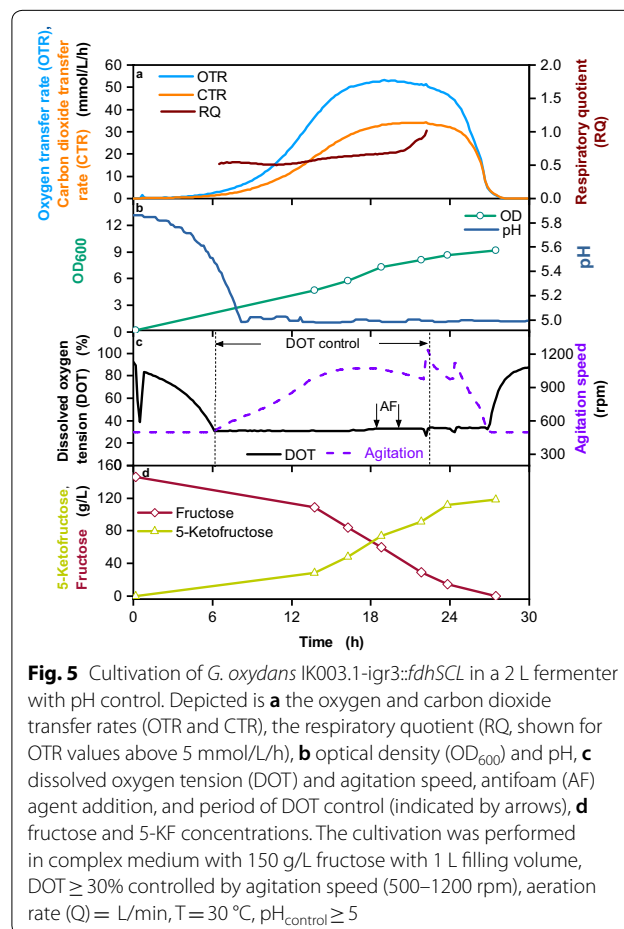 Oxygen transfer rate (OTR),
Carbon dioxide transfer
rate (CTR) (mmol/L/h)
60
50
40
30
20
10
0
a
OTR
CTR
RQ
2.0
1.5
1.0
0.5
0.0
Respiratory quotient
(RQ)
OD600
12
9
6
3
0
b
OD
pH
5.8
5.6
5.4
5.2
5.0
pH
Dissolved oxygen
tension (DOT) (%)
100
80
60
40
20
c
DOT control
AF
DOT
Agitation
1200
900
600
300
Agitation speed
(rpm)
5-Ketofructose,
Fructose (g/L)
160
120
80
40
0
d
Fructose
5-Ketofructose
0 6 12 18 24 30
Time (h)
Fig. 5 Cultivation of G. oxydans IK003.1-igr3::fdhSCL in a 2 L fermenter
with pH control. Depicted is a the oxygen and carbon dioxide
transfer rates (OTR and CTR), the respiratory quotient (RQ, shown for
OTR values above 5 mmol/L/h), b optical density (OD600) and pH, c
dissolved oxygen tension (DOT) and agitation speed, antifoam (AF)
agent addition, and period of DOT control (indicated by arrows), d
fructose and 5-KF concentrations. The cultivation was performed
in complex medium with 150 g/L fructose with 1 L filling volume,
DOT ≥ 30% controlled by agitation speed (500–1200 rpm), aeration
rate (Q) = L/min, T = 30 °C, pHcontrol ≥ 5